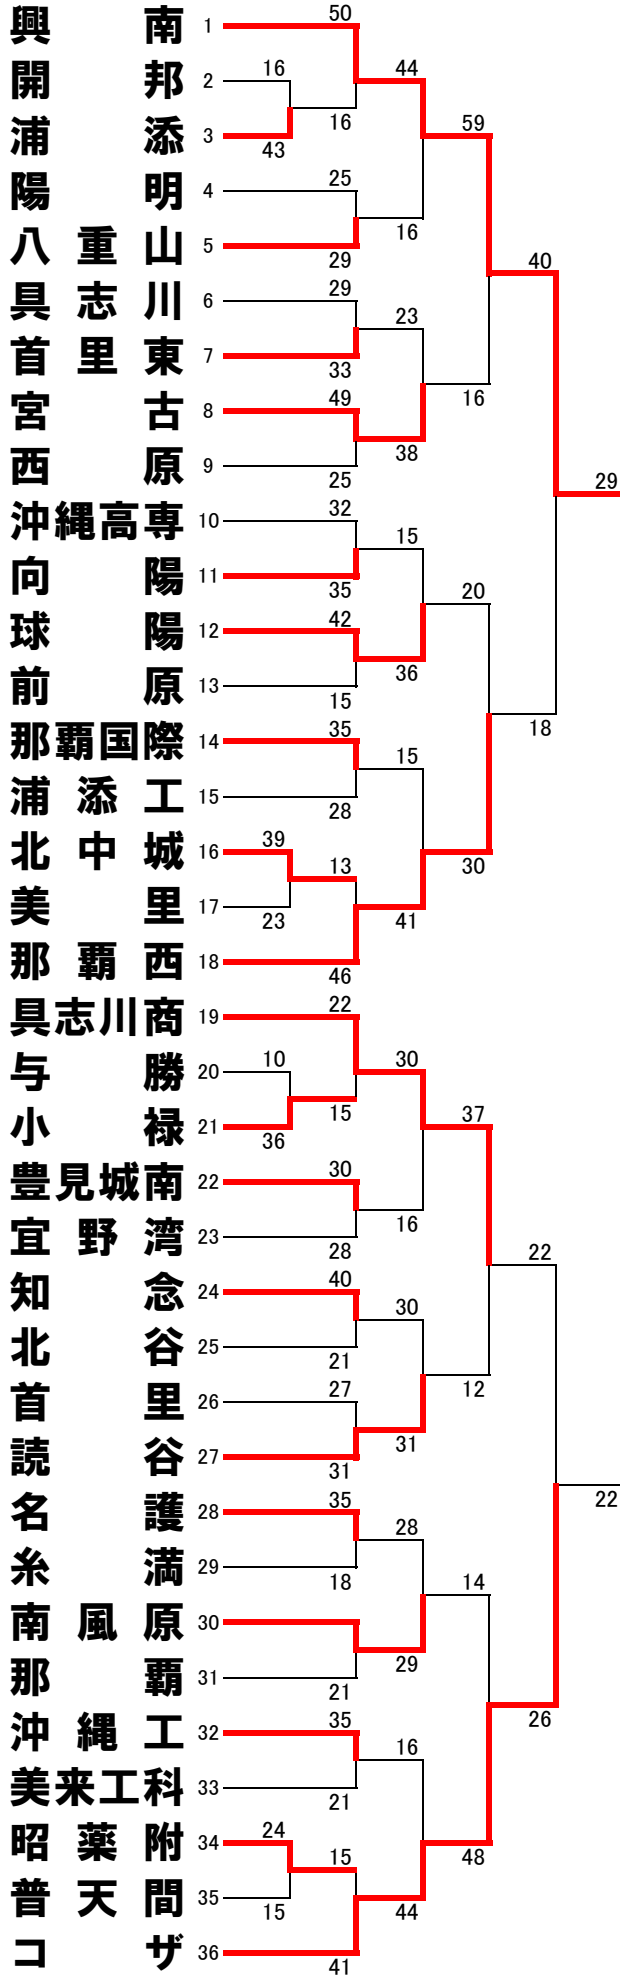 興南 1 50
44
開邦 2 16
16
浦添 3 43
59
陽明 4 25
16
八重山 5 29
40
具志川 6 29
23
首里東 7 33
16
宮古 8 49
38
西原 9 25
29
沖縄高専 10 32
15
向陽 11 35
20
球陽 12 42
36
前原 13 15
18
那覇国際 14 35
15
浦添工 15 28
北中城 16 39
13
30
美里 17 23
41
那覇西 18 46
具志川商 19 22
30
与勝 20 10
15
小禄 21 36
37
豊見城南 22 30
16
宜野湾 23 28
22
知念 24 40
30
北谷 25 21
12
首里 26 27
31
読谷 27 31
22
名護 28 35
28
糸満 29 18
14
南風原 30
29
那覇 31 21
26
沖縄工 32 35
16
美来工科 33 21
昭薬附 34 24
15
48
普天間 35 15
44
コザ 36 41